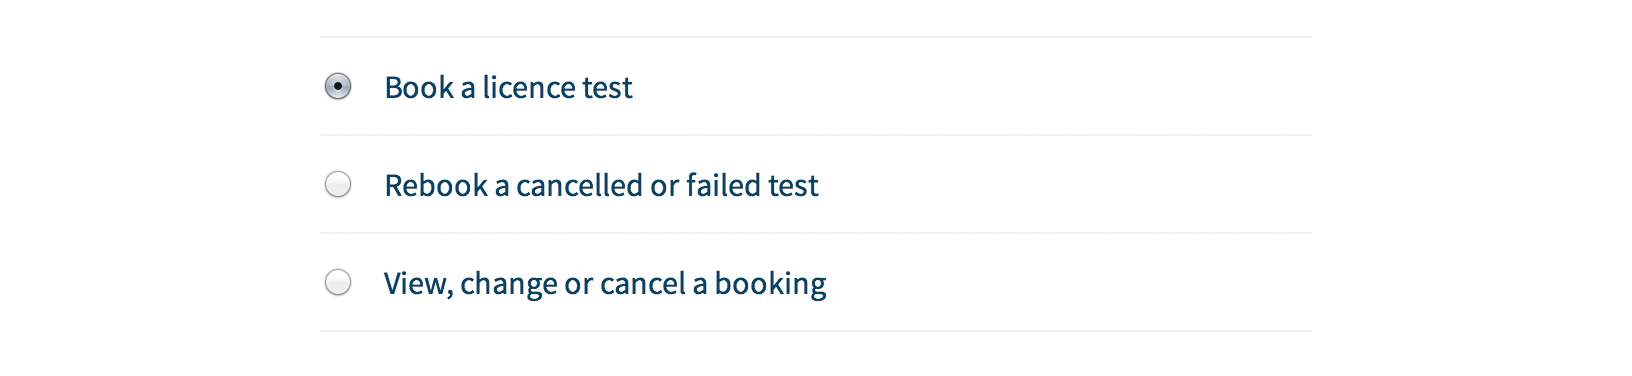 Book a licence test
Rebook a cancelled or failed test
View, change or cancel a booking